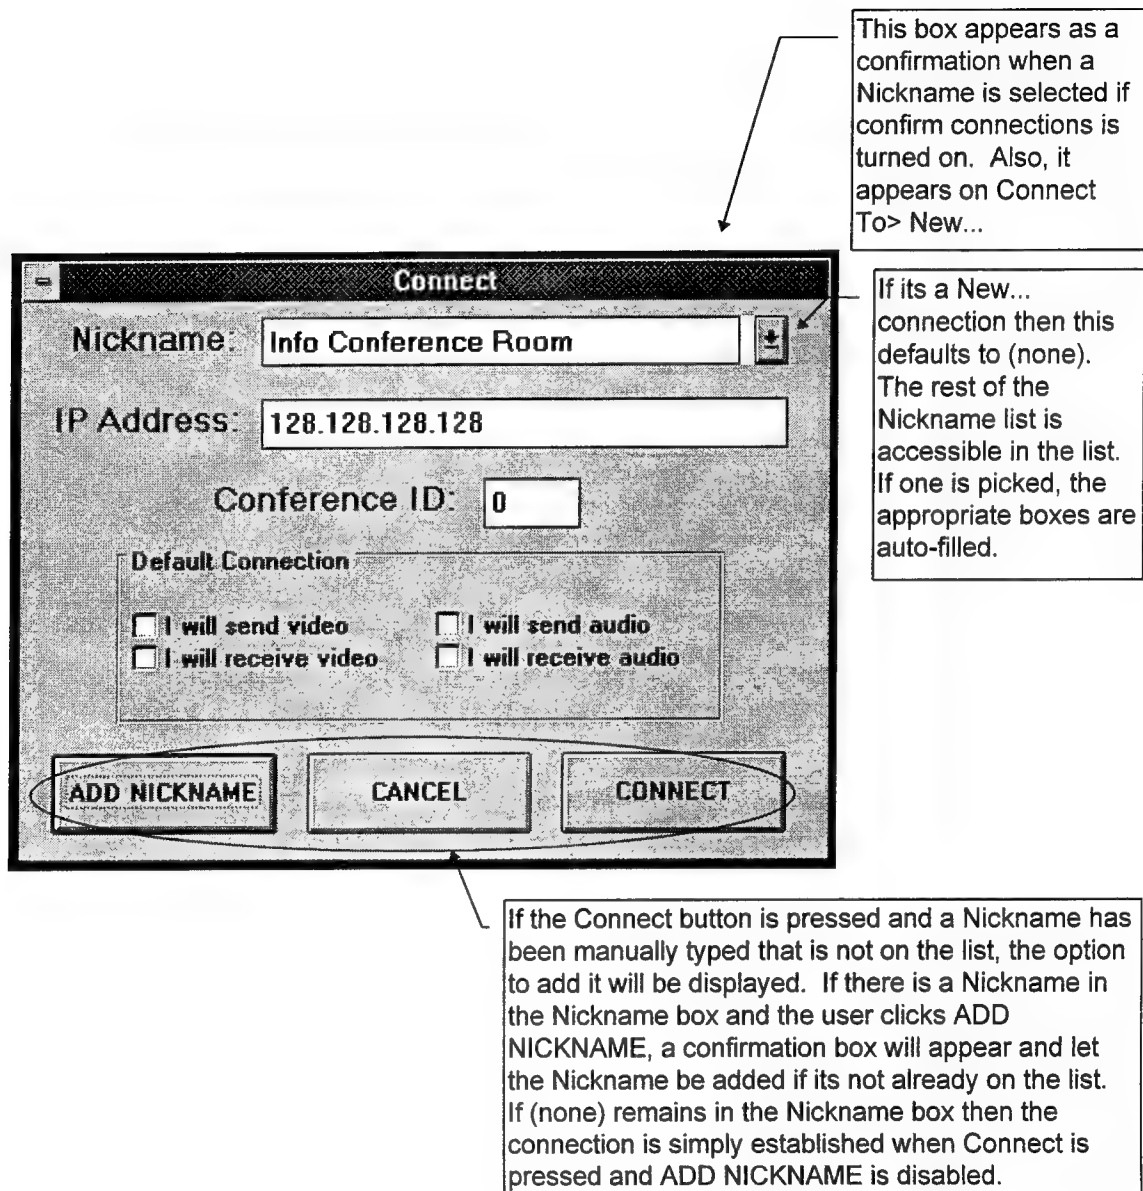 This box appears as a
confirmation when a
Nickname is selected if
confirm connections is
turned on. Also, it
appears on Connect
To> New...
Connect
Nickname: Info Conference Room
IP Address: 128.128.128.128
Conference ID: 0
Default Connection
I will send video I will send audio
I will receive video I will receive audio
ADD NICKNAME CANCEL CONNECT
If its a New...
connection then this
defaults to (none).
The rest of the
Nickname list is
accessible in the list.
If one is picked, the
appropriate boxes are
auto-filled.
If the Connect button is pressed and a Nickname has
been manually typed that is not on the list, the option
to add it will be displayed. If there is a Nickname in
the Nickname box and the user clicks ADD
NICKNAME, a confirmation box will appear and let
the Nickname be added if its not already on the list.
If (none) remains in the Nickname box then the
connection is simply established when Connect is
pressed and ADD NICKNAME is disabled.